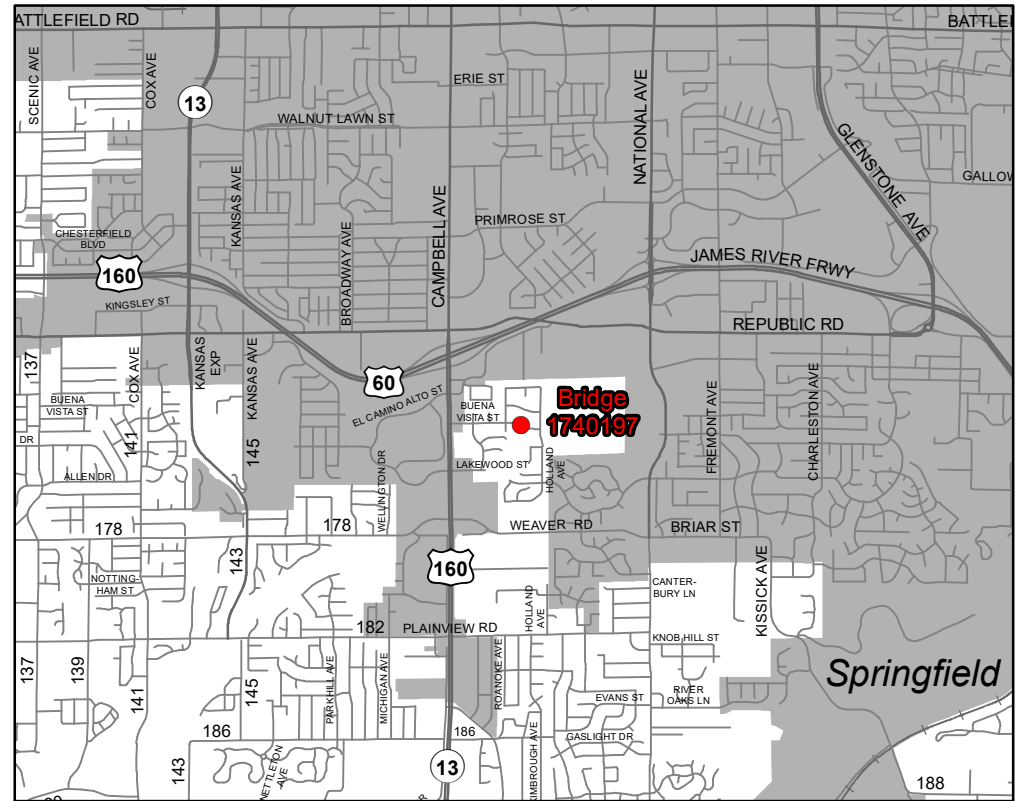 ATTLEFIELD RD
BATTLEI
SCENIC AVE
COX AVE
13
ERIE ST
WALNUT LAWN ST
NATIONAL AVE
GLENSTONE AVE
GALLOW
KANSAS AVE
PRIMROSE ST
CHESTERFIELD
BLVD
BROADWAY AVE
CAMPBELL AVE
JAMES RIVER FRWY
160
KINGSLEY ST
REPUBLIC RD
137
COX AVE
KANSAS
EXP
KANSAS AVE
60
EL CAMINO ALTO ST
BUENA
VISTA ST
Bridge
1740197
BUENA
VISTA ST
DR
141
145
FREMONT AVE
CHARLESTON AVE
LAKEWOOD ST
HOLLAND
AVE
ALLEN DR
WELLINGTON DR
178
178
WEAVER RD
BRIAR ST
143
160
NOTTING-
HAM ST
CANTER-
BURY LN
KISSICK AVE
HOLLAND
AVE
182
PLAINVIEW RD
KNOB HILL ST
137
139
141
145
PARKHILL AVE
MICHIGAN AVE
ROANOKE AVE
Springfield
EVANS ST
RIVER
OAKS LN
186
186
GASLIGHT DR
143
NETTLETON
AVE
13
KIMBROUGH AVE
188